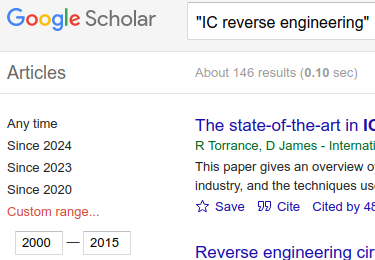 Google Scholar
"IC reverse engineering"
Articles
About 146 results (0.10 sec)
Any time
Since 2024
Since 2023
Since 2020
Custom range...
2000 — 2015
The state-of-the-art in
R Torrance, D James - Internati
This paper gives an overview o
industry, and the techniques us
Save Cite Cited by 48
Reverse engineering cir